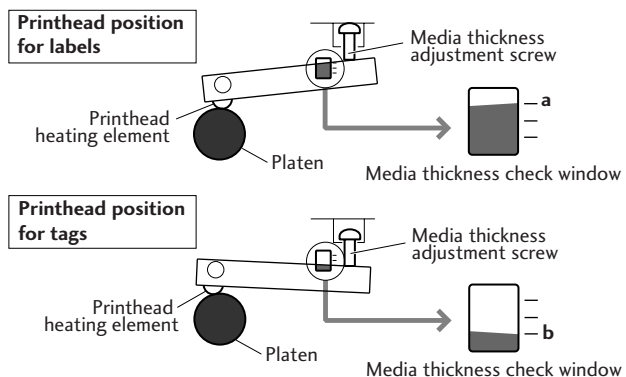 Printhead position
for labels
Media thickness
adjustment screw
Printhead
heating element
Platen
a
Media thickness check window
Printhead position
for tags
Media thickness
adjustment screw
Printhead
heating element
Platen
b
Media thickness check window